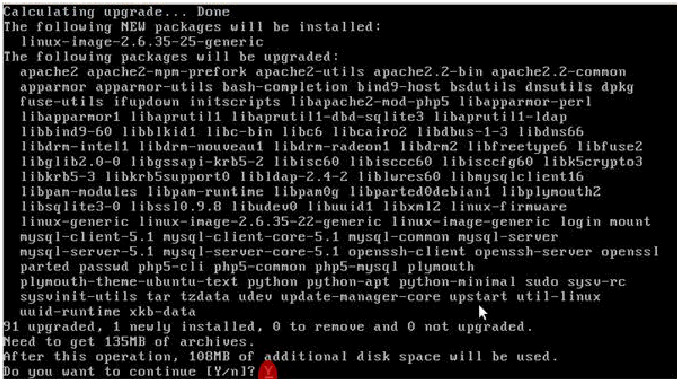 Calculating upgrade... Done
The following NEW packages will be installed:
linux-image-2.6.35-25-generic
The following packages will be upgraded:
apache2 apache2-mpm-prefork apache2-utils apache2.2-bin apache2.2-common
apparmor apparmor-utils bash-completion bind9-host bsdutils dnsutils dpkg
fuse-utils ifupdown initscripts libapache2-mod-php5 libapparmor-perl
libapparmor1 libaprutil1 libaprutil1-dbd-sqlite3 libaprutil1-ldap
libbind9-60 libblkid1 libc-bin libc6 libcairo2 libdbus-1-3 libdns66
libdrm-intel1 libdrm-nouveau1 libdrm-radeon1 libdrm2 libfreetype6 libfuse2
libglib2.0-0 libgssapi-krb5-2 libisc60 libisccc60 libisccfg60 libk5crypto3
libkrb5-3 libkrb5support0 libldap-2.4-2 liblwres60 libmysqlclient16
libpam-modules libpam-runtime libpam0g libparted0debian1 libplymouth2
libsqlite3-0 libssl0.9.8 libudev0 libuuid1 libxml2 linux-firmware
linux-generic linux-image-2.6.35-22-generic linux-image-generic login mount
mysql-client-5.1 mysql-client-core-5.1 mysql-common mysql-server
mysql-server-5.1 mysql-server-core-5.1 openssh-client openssh-server openssl
parted passwd php5-cli php5-common php5-mysql plymouth
plymouth-theme-ubuntu-text python python-apt python-minimal sudo sysv-rc
sysvinit-utils tar tzdata udev update-manager-core upstart util-linux
uuid-runtime xkb-data
91 upgraded, 1 newly installed, 0 to remove and 0 not upgraded.
Need to get 135MB of archives.
After this operation, 108MB of additional disk space will be used.
Do you want to continue [Y/n]? Y